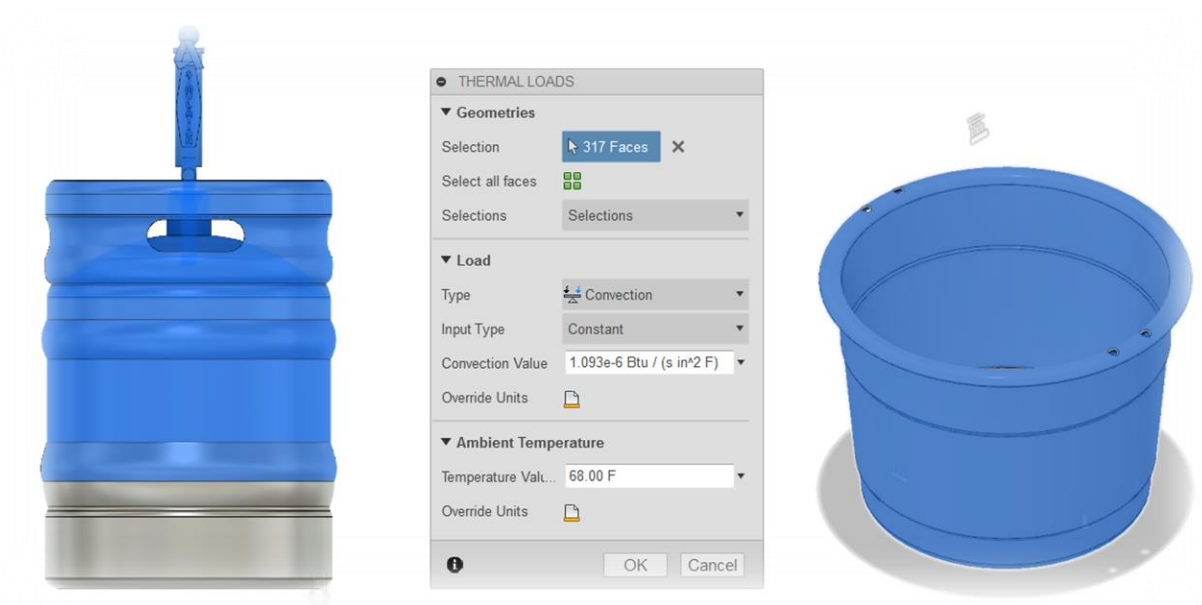 THERMAL LOADS
Geometries
Selection 317 Faces
Select all faces
Selections Selections
Load
Type Convection
Input Type Constant
Convection Value 1.093e-6 Btu / (s in^2 F)
Override Units
Ambient Temperature
Temperature Valu... 68.00 F
Override Units
OK Cancel